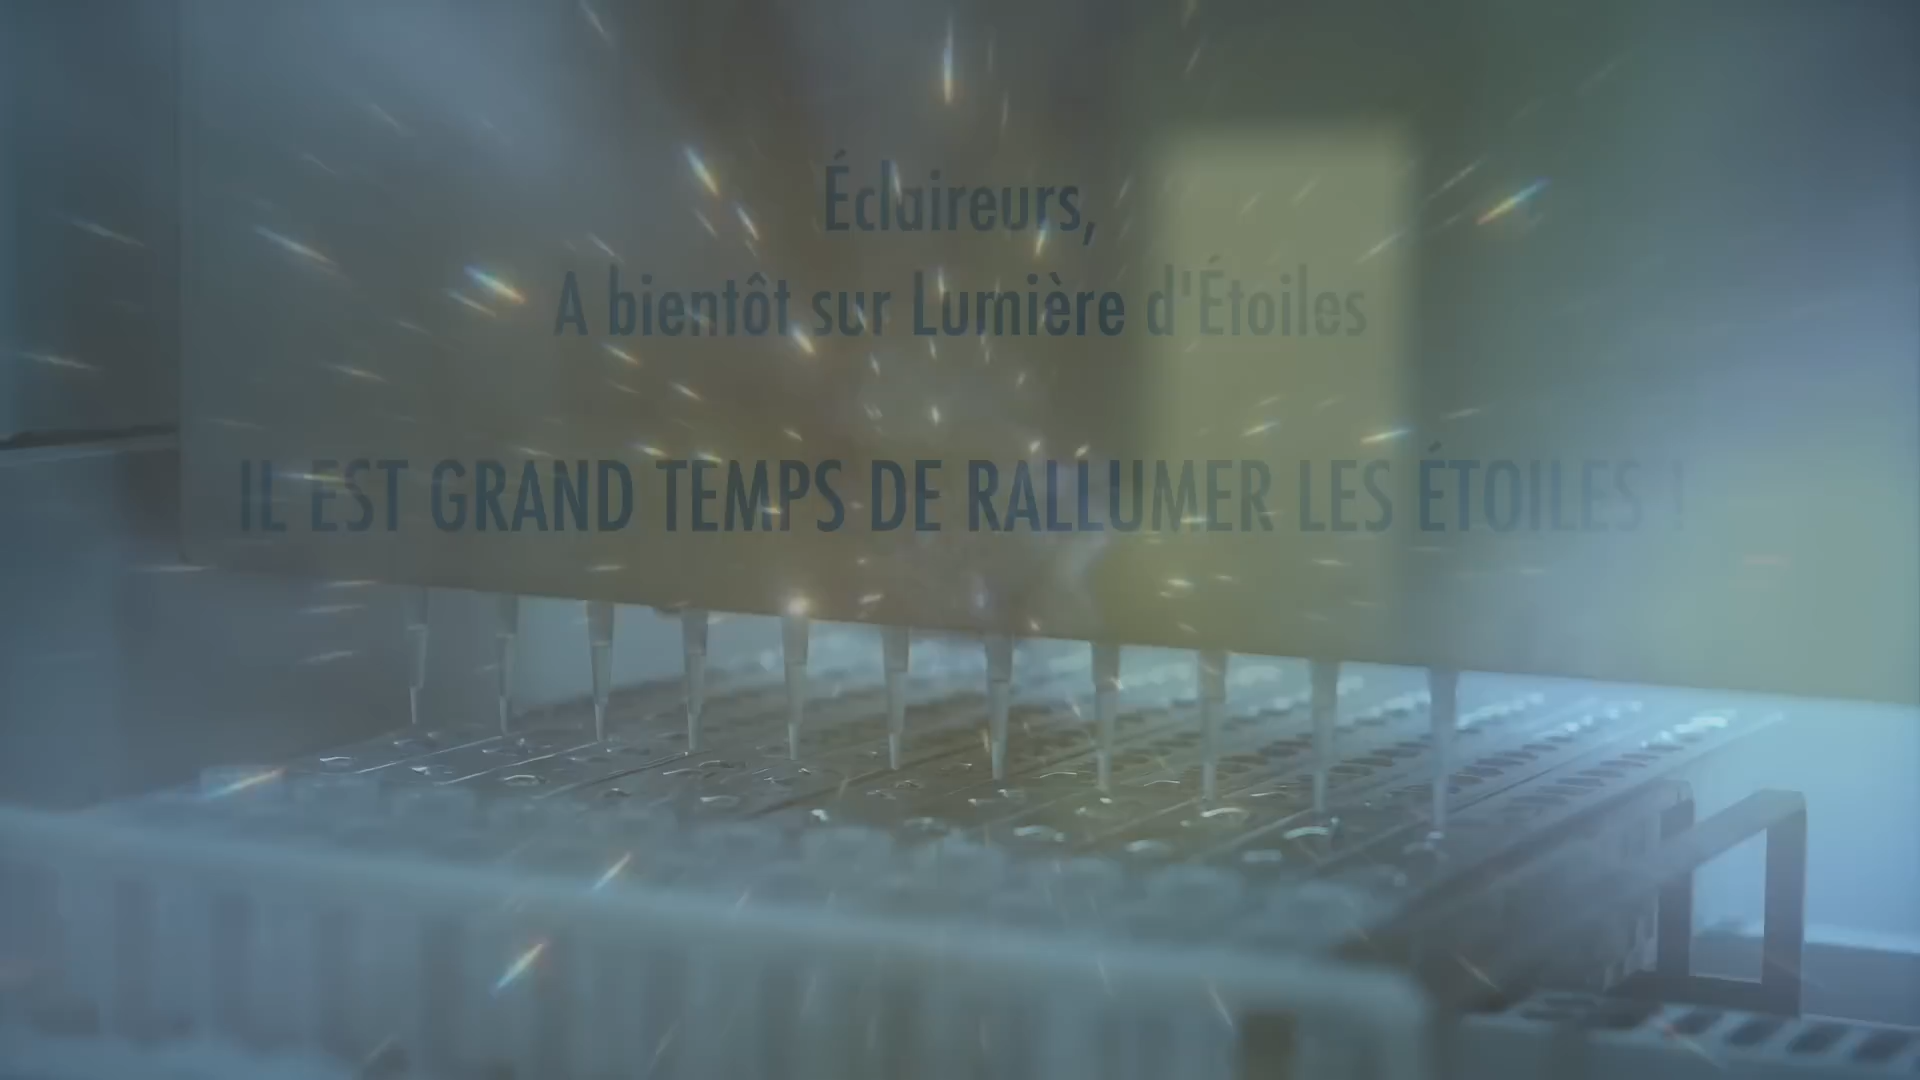 Éclaireurs,
A bientôt sur Lumière d'Étoiles
IL EST GRAND TEMPS DE RALLUMER LES ÉTOILES !